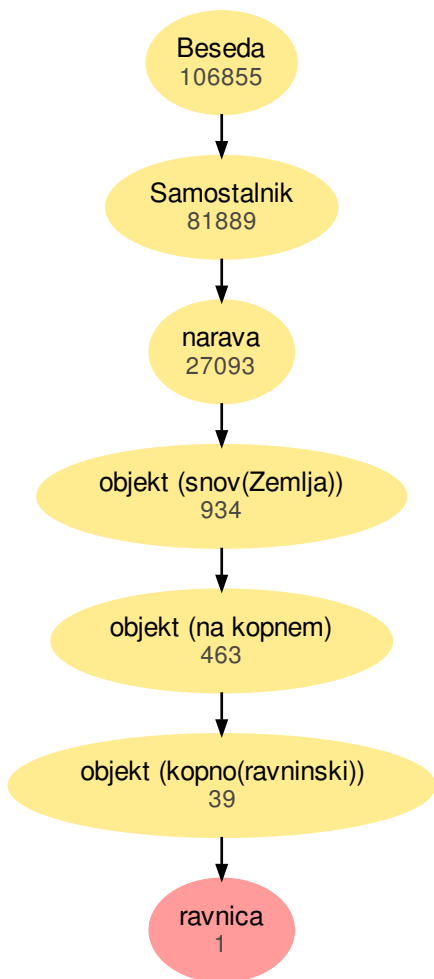 Beseda
106855
Samostalnik
81889
narava
27093
objekt (snov(Zemlja))
934
objekt (na kopnem)
463
objekt (kopno(ravninski))
39
ravnica
1